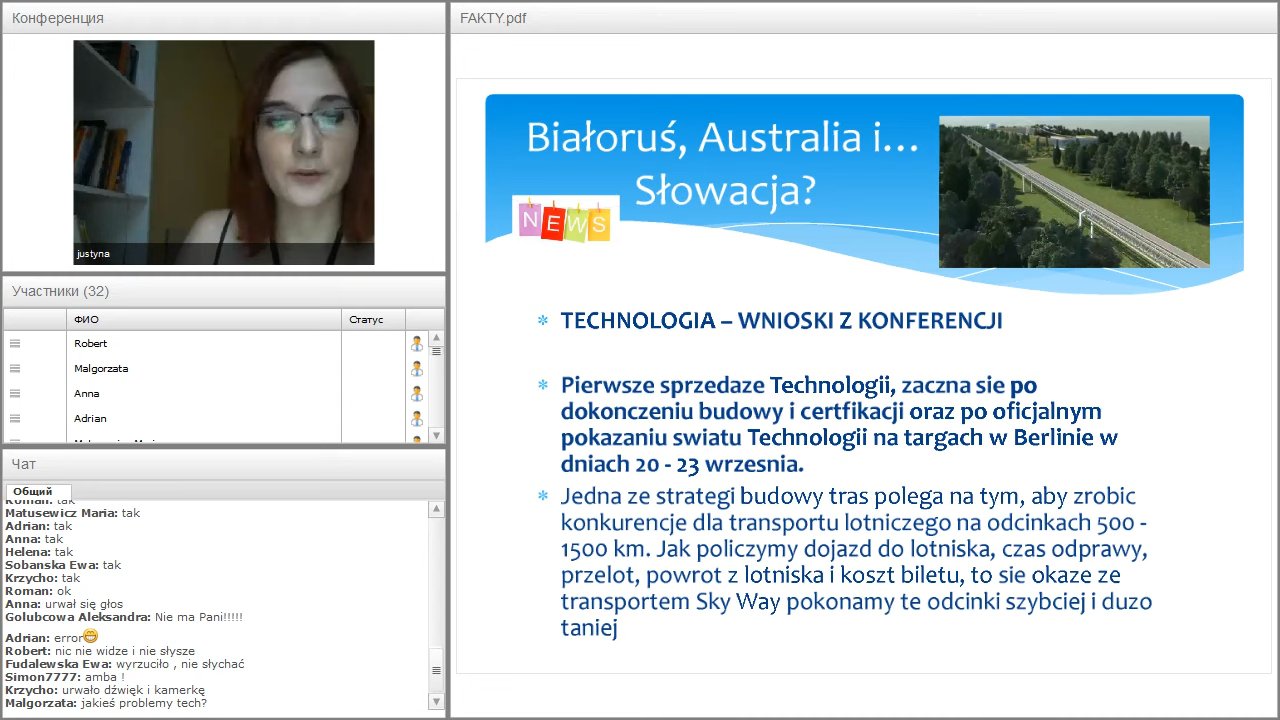 Конференция
justyna
Участники (32)
ФИО
Статус
Robert
Malgorzata
Anna
Adrian
Чат
Общий
Roman: tak
Matusewicz Maria: tak
Adrian: tak
Anna: tak
Helena: tak
Sobanska Ewa: tak
Krzycho: tak
Roman: ok
Anna: urwał się głos
Golubcowa Aleksandra: Nie ma Pani!!!!!
Adrian: error
Robert: nic nie widze i nie słysze
Fudalewska Ewa: wyrzuciło , nie słychać
Simon7777: amba !
Krzycho: urwało dźwięk i kamerkę
Malgorzata: jakieś problemy tech?
FAKTY.pdf
Białoruś, Australia i...
Słowacja?
NEWS
TECHNOLOGIA – WNIOSKI Z KONFERENCJI
Pierwsze sprzedaze Technologii, zaczna sie po
dokonczeniu budowy i certfikacji oraz po oficjalnym
pokazaniu swiatu Technologii na targach w Berlinie w
dniach 20 - 23 wrzesnia.
Jedna ze strategi budowy tras polega na tym, aby zrobic
konkurencje dla transportu lotniczego na odcinkach 500 -
1500 km. Jak policzymy dojazd do lotniska, czas odprawy,
przelot, powrot z lotniska i koszt biletu, to sie okaze ze
transportem Sky Way pokonamy te odcinki szybciej i duzo
taniej